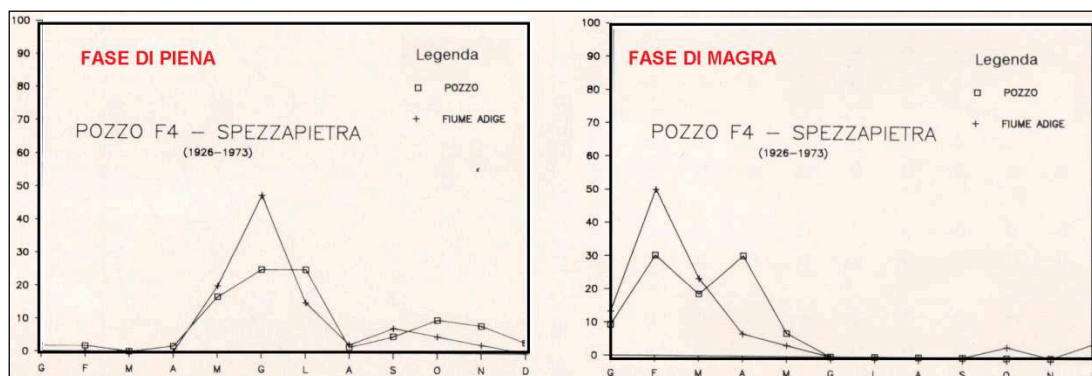 100
90
80
70
60
50
40
30
20
10
0
FASE DI PIENA
Legenda
POZZO
FIUME ADIGE
POZZO F4 – SPEZZAPIETRA
(1926–1973)
G F M A M G L A S O N D
100
90
80
70
60
50
40
30
20
10
0
FASE DI MAGRA
Legenda
POZZO
FIUME ADIGE
POZZO F4 – SPEZZAPIETRA
(1926–1973)
G F M A M G L A S O N